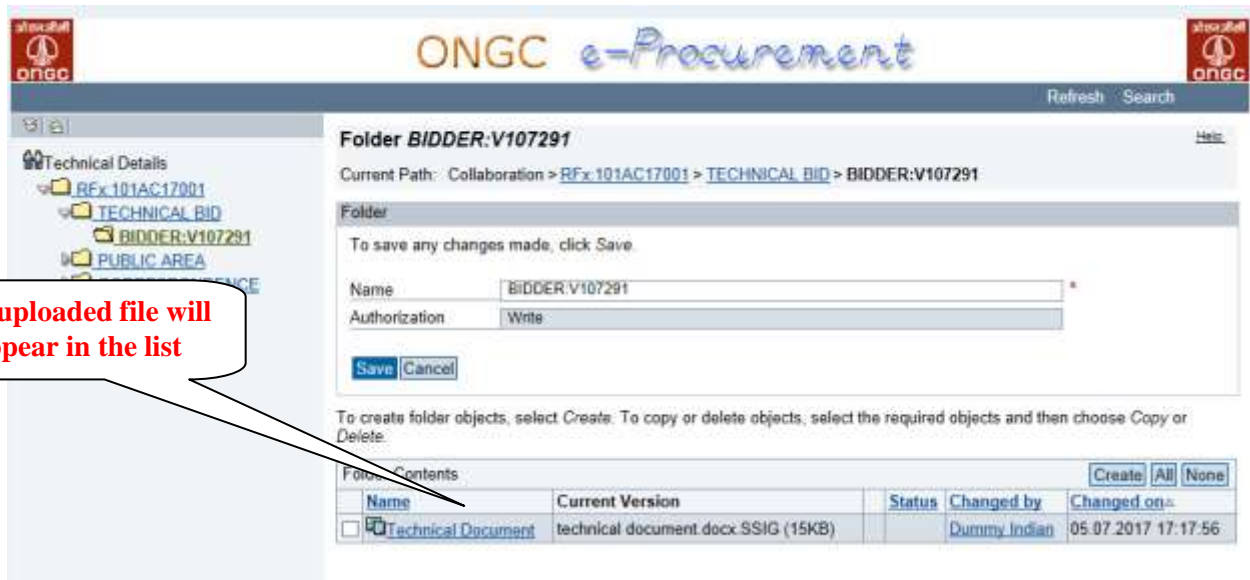 ओएनजीसी
ongc
ONGC e-Procurement
ओएनजीसी
ongc
Refresh Search
Technical Details
RFx:101AC17001
TECHNICAL BID
BIDDER:V107291
PUBLIC AREA
uploaded file will
appear in the list
Folder BIDDER:V107291
Help
Current Path: Collaboration > RFx:101AC17001 > TECHNICAL BID > BIDDER:V107291
Folder
To save any changes made, click Save.
Name BIDDER:V107291 *
Authorization Write
Save Cancel
To create folder objects, select Create. To copy or delete objects, select the required objects and then choose Copy or
Delete.
Folder Contents Create All None
Name Current Version Status Changed by Changed on
Technical Document technical document.docx.SSIG (15KB) Dummy Indian 05.07.2017 17:17:56